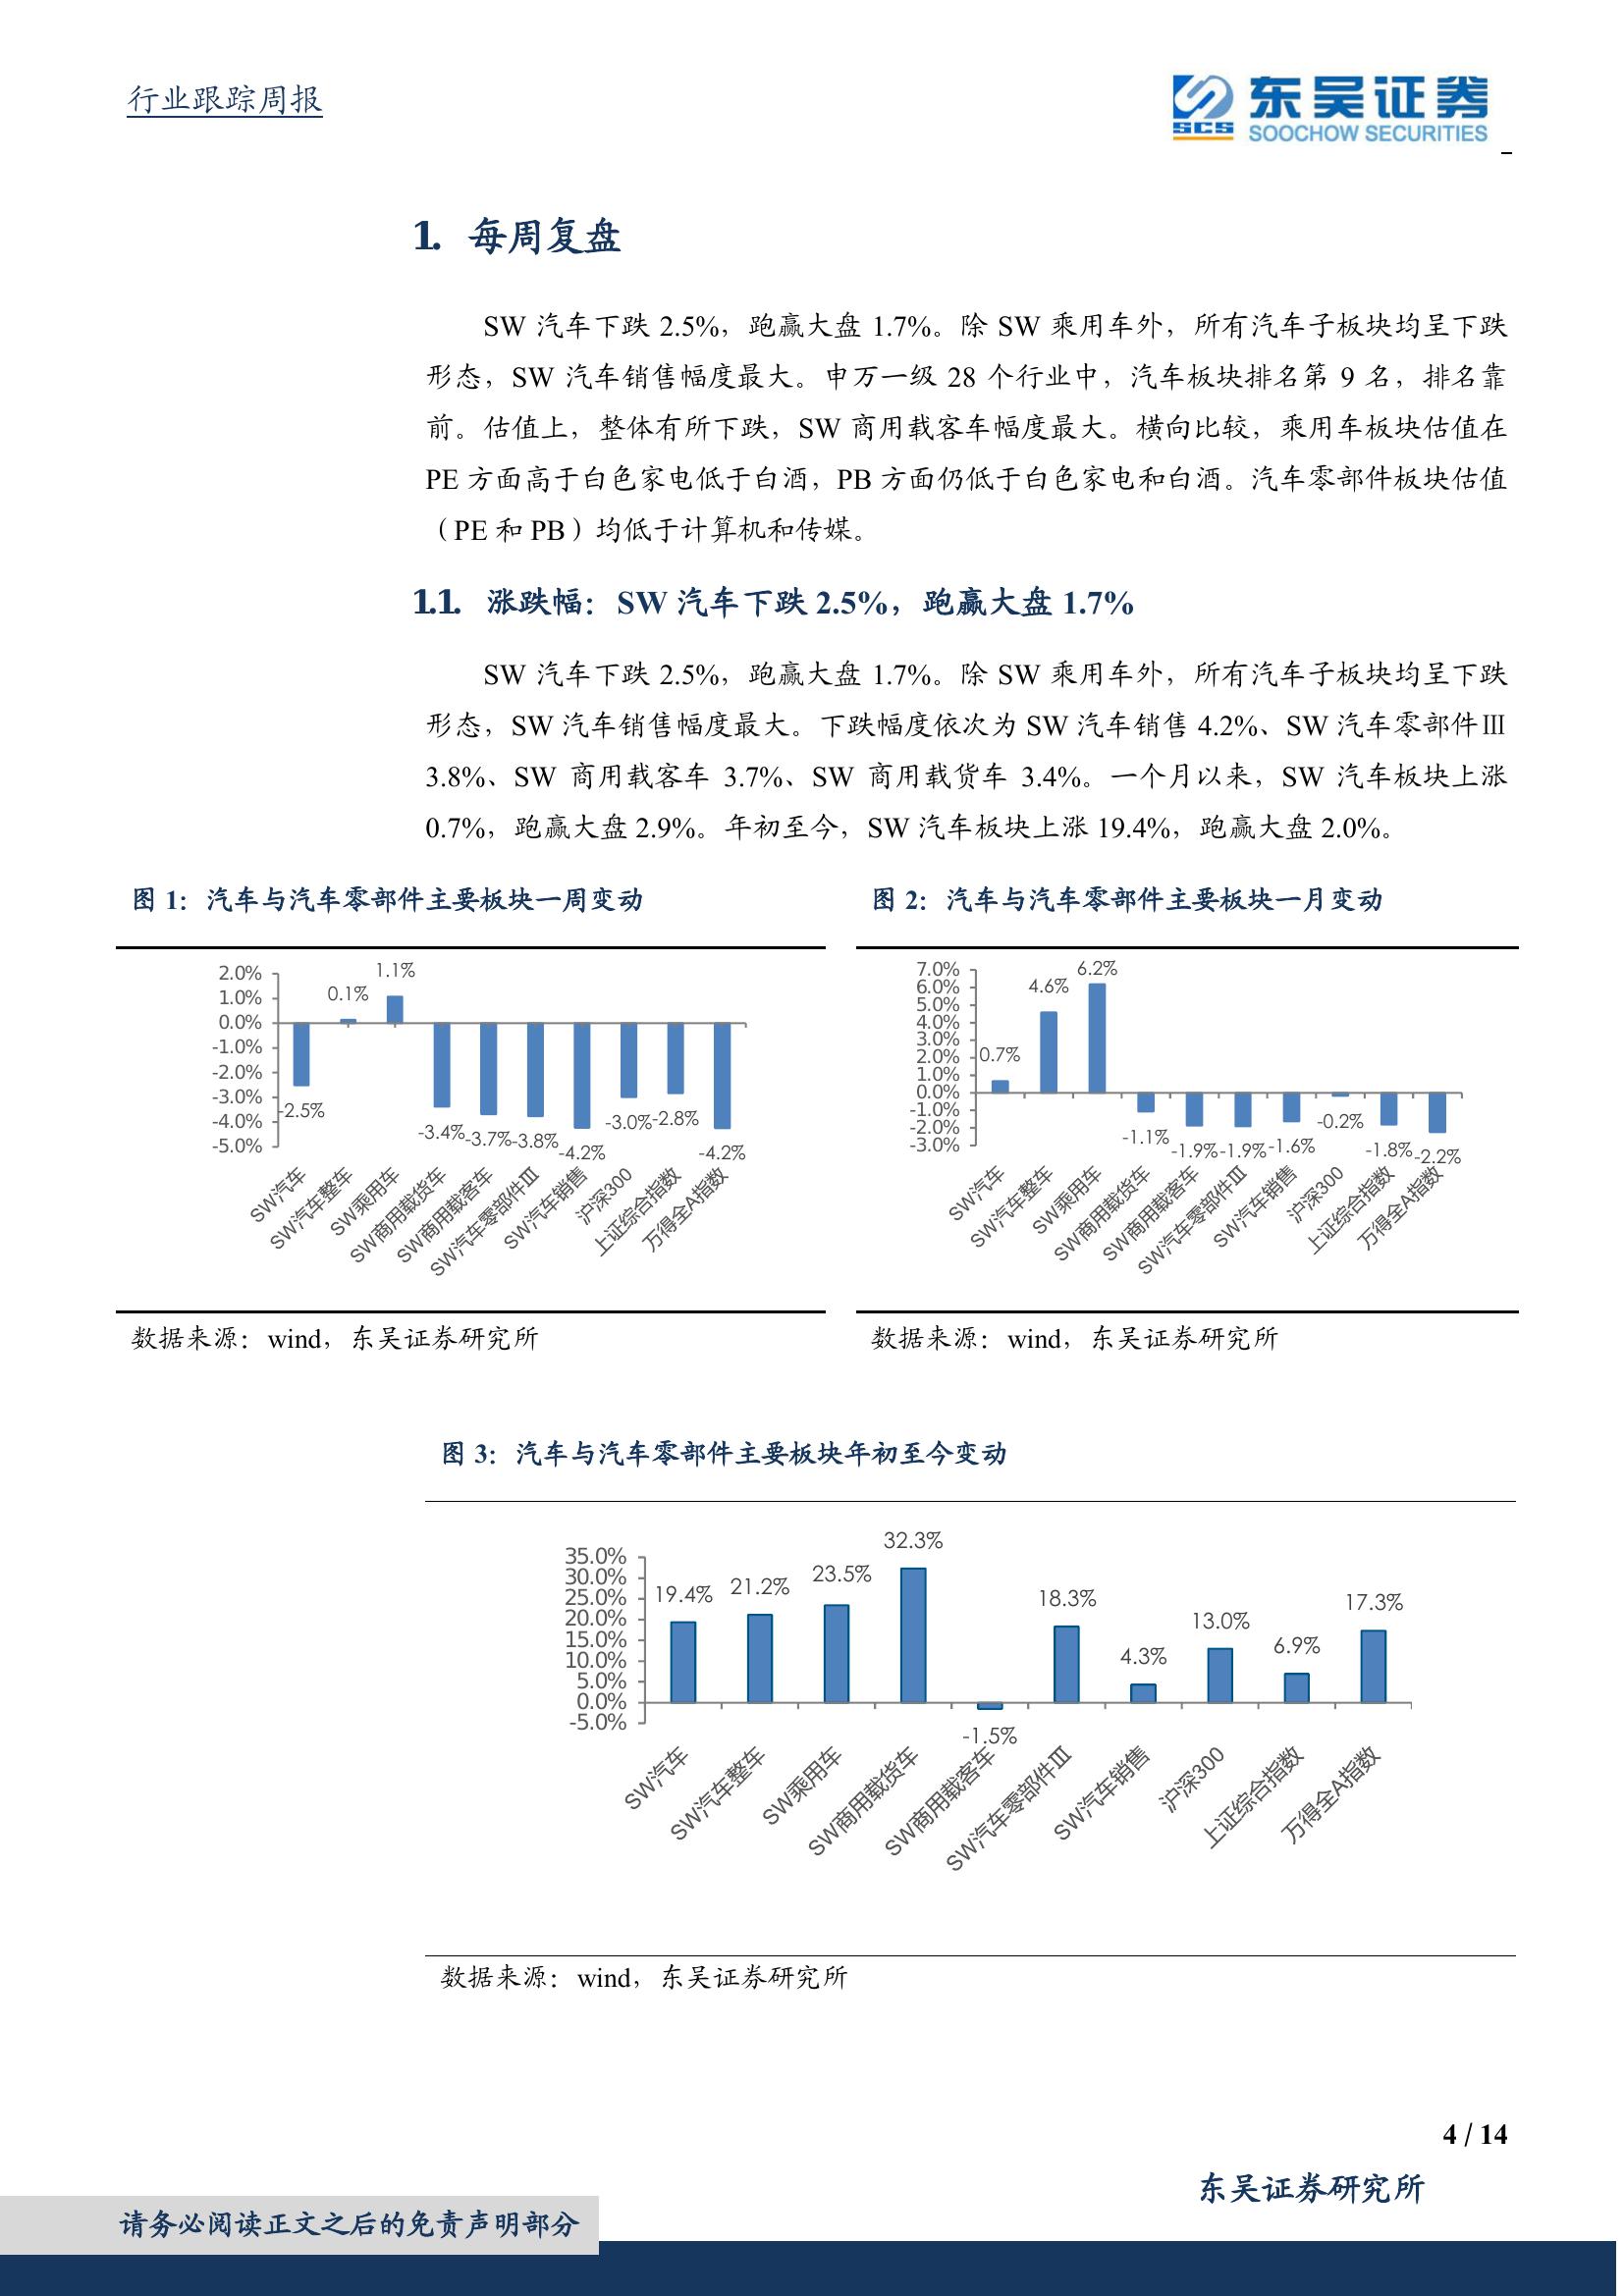 行业跟踪周报
SCS
东吴证券
SOOCHOW SECURITIES
1. 每周复盘
SW 汽车下跌 2.5%，跑赢大盘 1.7%。除 SW 乘用车外，所有汽车子板块均呈下跌
形态，SW 汽车销售幅度最大。申万一级 28 个行业中，汽车板块排名第 9 名，排名靠
前。估值上，整体有所下跌，SW 商用载客车幅度最大。横向比较，乘用车板块估值在
PE 方面高于白色家电低于白酒，PB 方面仍低于白色家电和白酒。汽车零部件板块估值
（PE 和 PB）均低于计算机和传媒。
1.1. 涨跌幅：SW 汽车下跌 2.5%，跑赢大盘 1.7%
SW 汽车下跌 2.5%，跑赢大盘 1.7%。除 SW 乘用车外，所有汽车子板块均呈下跌
形态，SW 汽车销售幅度最大。下跌幅度依次为 SW 汽车销售 4.2%、SW 汽车零部件Ⅲ
3.8%、SW 商用载客车 3.7%、SW 商用载货车 3.4%。一个月以来，SW 汽车板块上涨
0.7%，跑赢大盘 2.9%。年初至今，SW 汽车板块上涨 19.4%，跑赢大盘 2.0%。
图 1：汽车与汽车零部件主要板块一周变动
2.0%
1.0%
0.0%
-1.0%
-2.0%
-3.0%
-4.0%
-5.0%
-2.5%
0.1%
1.1%
-3.4%
-3.7%
-3.8%
-4.2%
-3.0%
-2.8%
-4.2%
SW汽车
SW汽车整车
SW乘用车
SW商用载货车
SW商用载客车
SW汽车零部件Ⅲ
SW汽车销售
沪深300
上证综合指数
万得全A指数
数据来源：wind，东吴证券研究所
图 2：汽车与汽车零部件主要板块一月变动
7.0%
6.0%
5.0%
4.0%
3.0%
2.0%
1.0%
0.0%
-1.0%
-2.0%
-3.0%
0.7%
4.6%
6.2%
-1.1%
-1.9%
-1.9%
-1.6%
-0.2%
-1.8%
-2.2%
SW汽车
SW汽车整车
SW乘用车
SW商用载货车
SW商用载客车
SW汽车零部件Ⅲ
SW汽车销售
沪深300
上证综合指数
万得全A指数
数据来源：wind，东吴证券研究所
图 3：汽车与汽车零部件主要板块年初至今变动
35.0%
30.0%
25.0%
20.0%
15.0%
10.0%
5.0%
0.0%
-5.0%
19.4%
21.2%
23.5%
32.3%
-1.5%
18.3%
4.3%
13.0%
6.9%
17.3%
SW汽车
SW汽车整车
SW乘用车
SW商用载货车
SW商用载客车
SW汽车零部件Ⅲ
SW汽车销售
沪深300
上证综合指数
万得全A指数
数据来源：wind，东吴证券研究所
4 / 14
东吴证券研究所
请务必阅读正文之后的免责声明部分